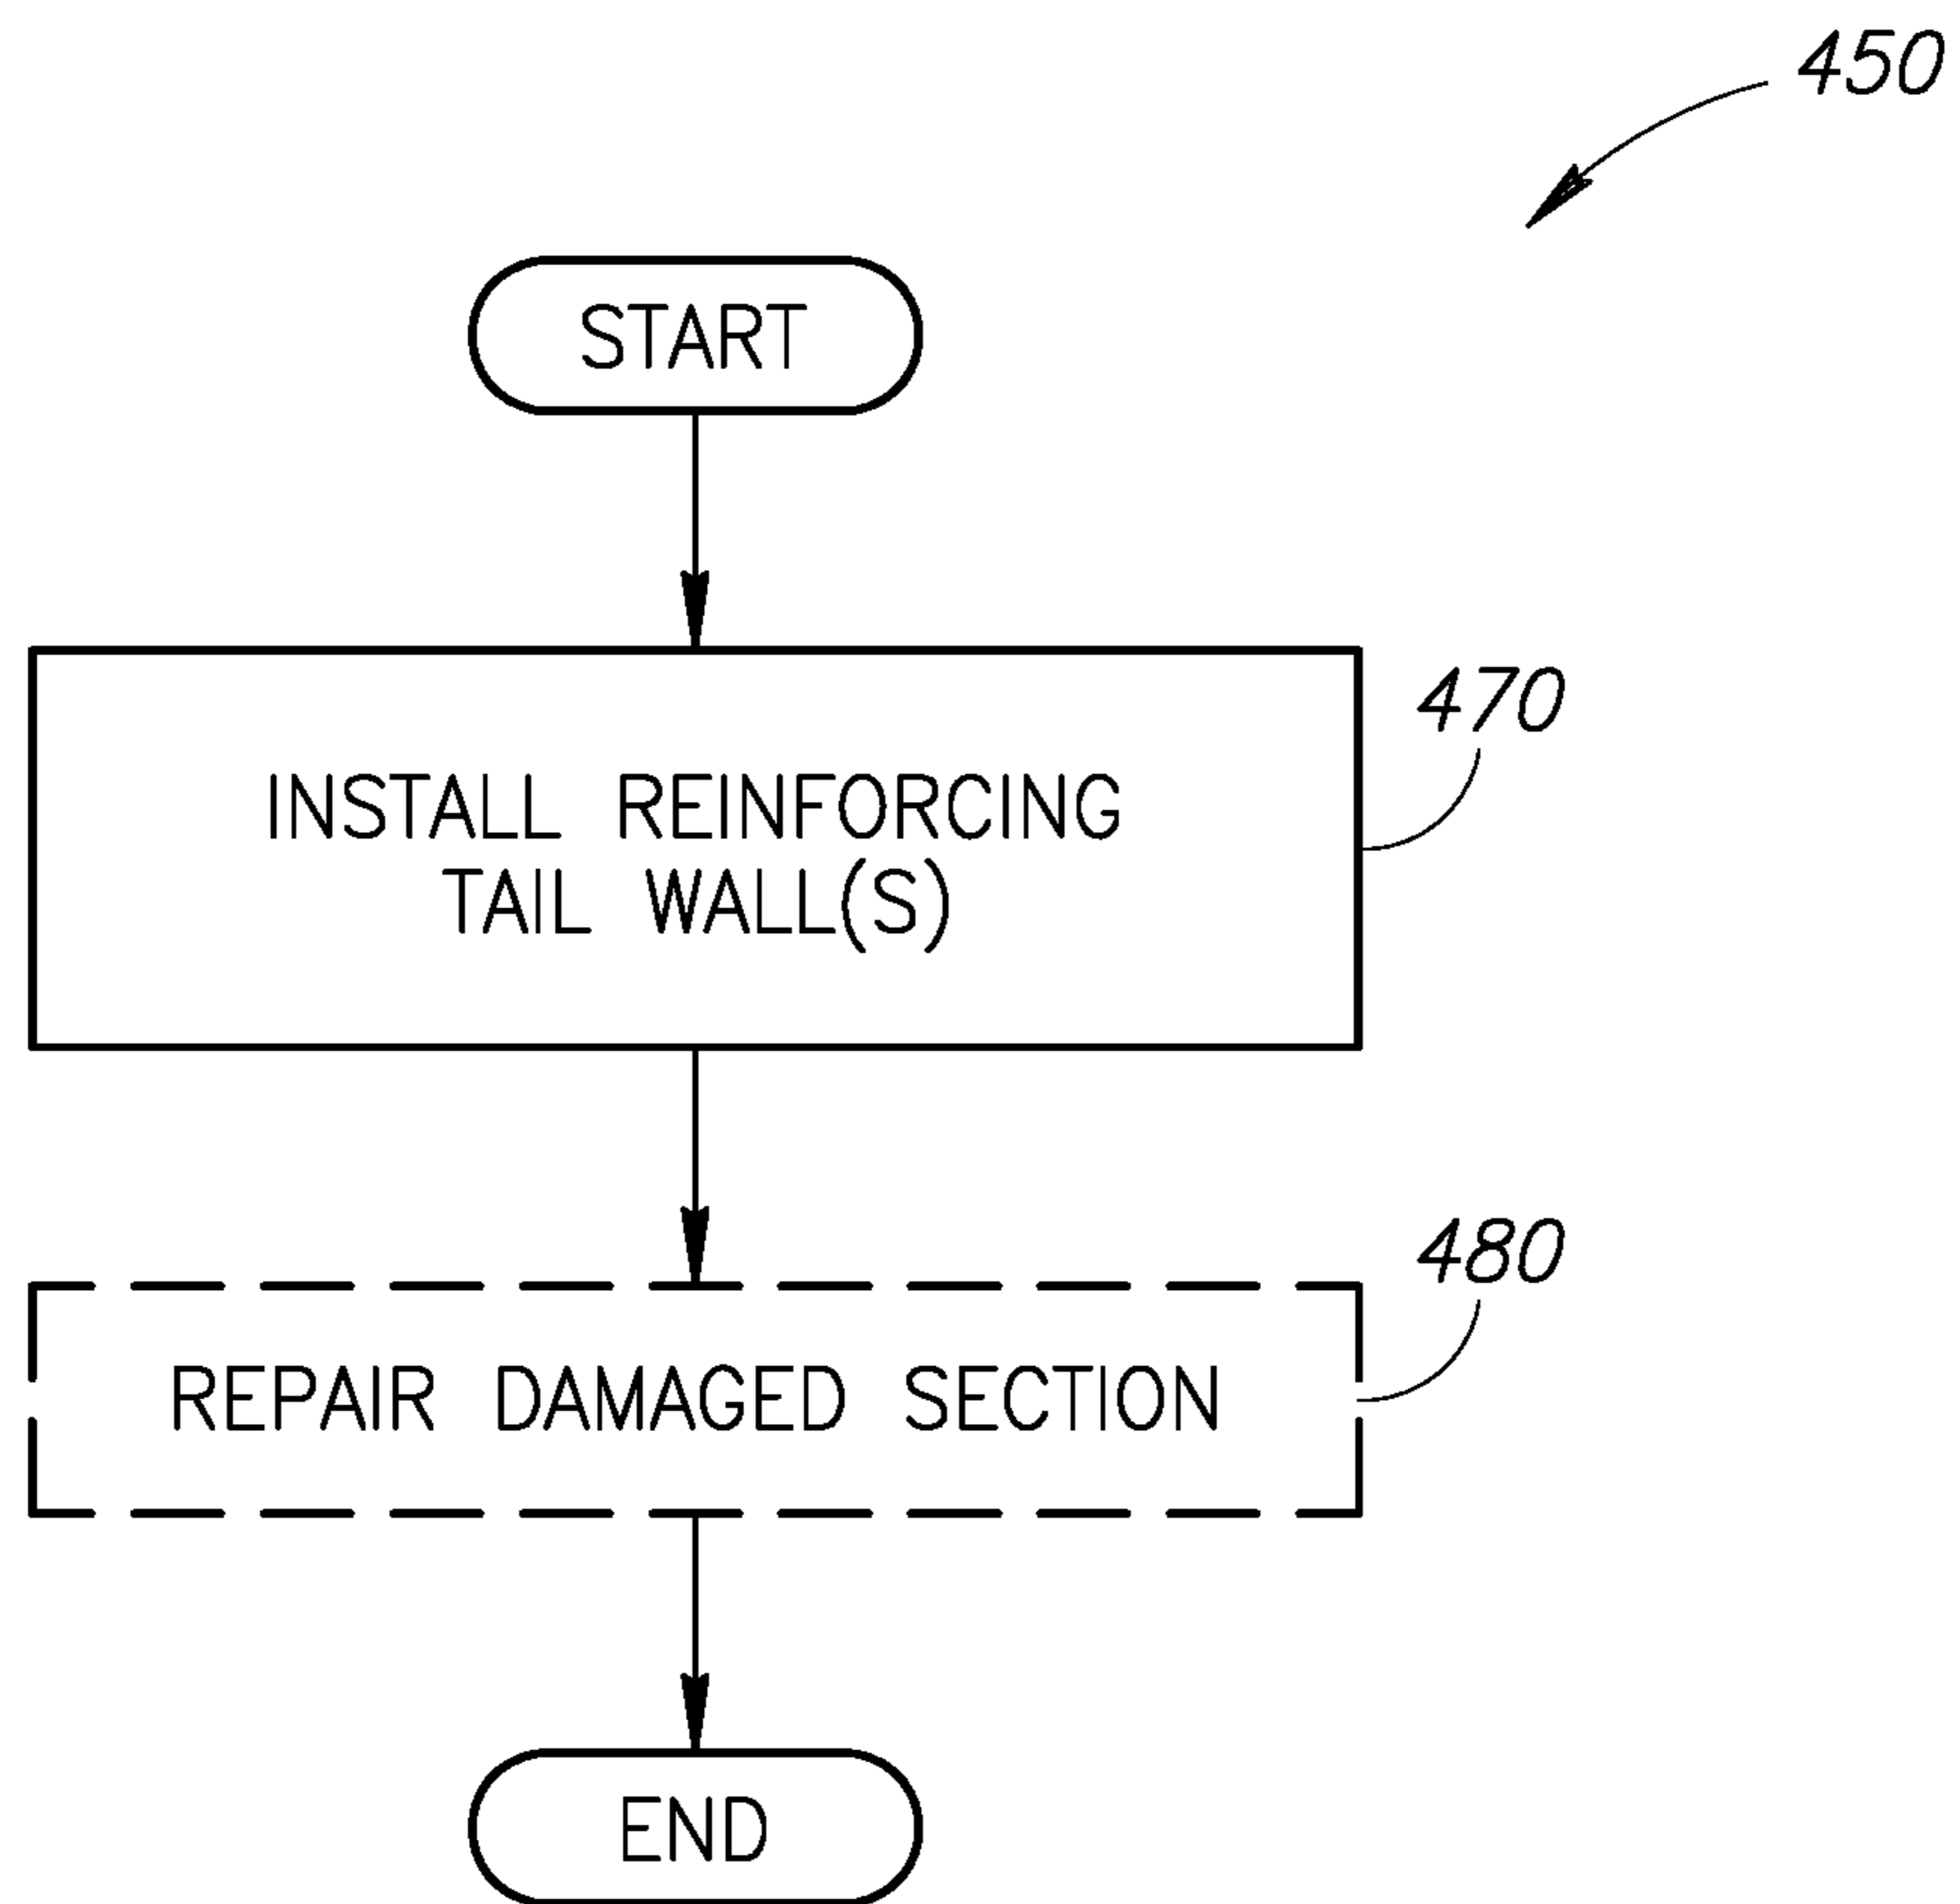 450
START
470
INSTALL REINFORCING
TAIL WALL(S)
480
REPAIR DAMAGED SECTION
END